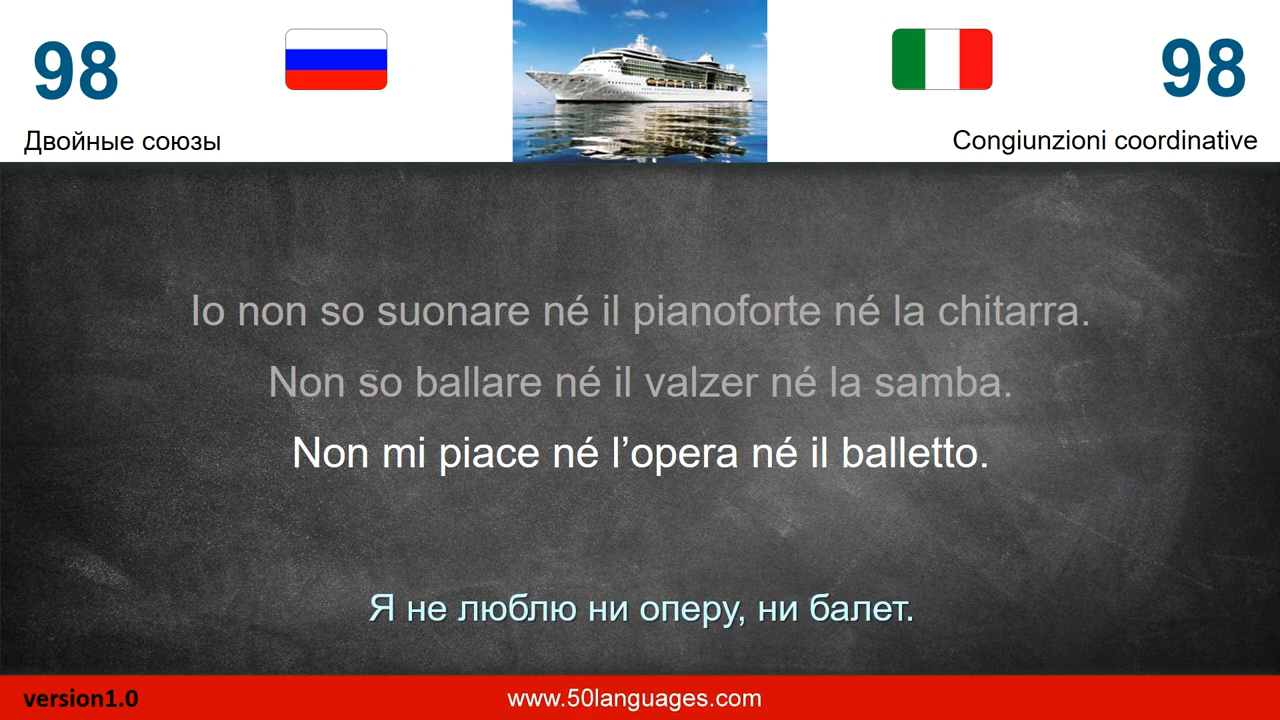 98
98
Двойные союзы
Congiunzioni coordinative
Io non so suonare né il pianoforte né la chitarra.
Non so ballare né il valzer né la samba.
Non mi piace né l’opera né il balletto.
Я не люблю ни оперу, ни балет.
version1.0
www.50languages.com